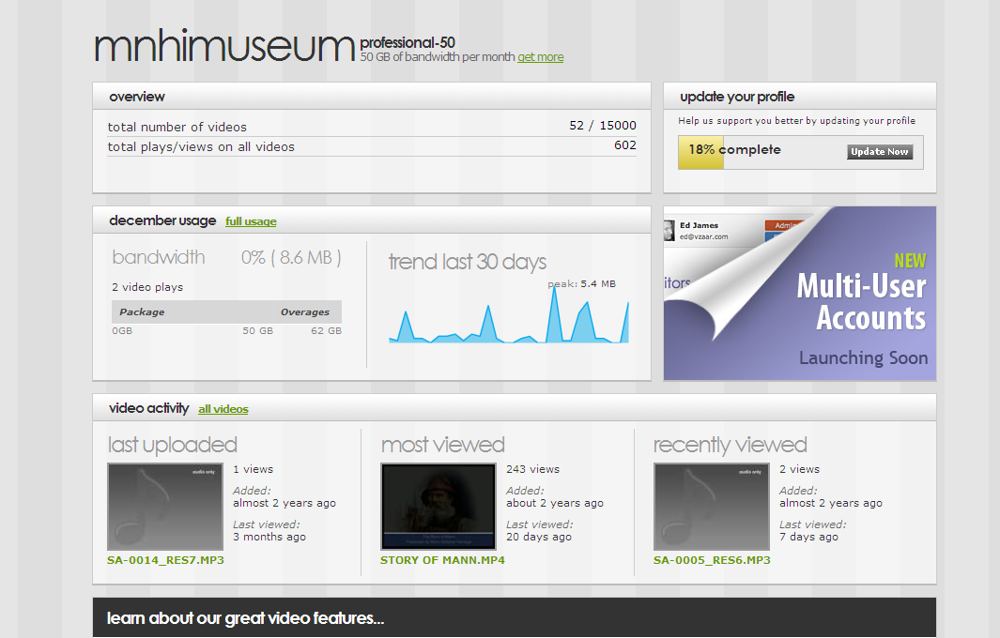 mnhimuseum professional-50
50 GB of bandwidth per month get more
overview
total number of videos 52 / 15000
total plays/views on all videos 602
update your profile
Help us support you better by updating your profile
18% complete Update Now
december usage full usage
bandwidth 0% ( 8.6 MB )
2 video plays
Package Overages
0GB 50 GB 62 GB
trend last 30 days
peak: 5.4 MB
Ed James
ed@vzaar.com
NEW
Multi-User
Accounts
Launching Soon
video activity all videos
last uploaded
audio only
1 views
Added:
almost 2 years ago
Last viewed:
3 months ago
SA-0014_RES7.MP3
most viewed
243 views
Added:
about 2 years ago
Last viewed:
20 days ago
STORY OF MANN.MP4
recently viewed
audio only
2 views
Added:
almost 2 years ago
Last viewed:
7 days ago
SA-0005_RES6.MP3
learn about our great video features...